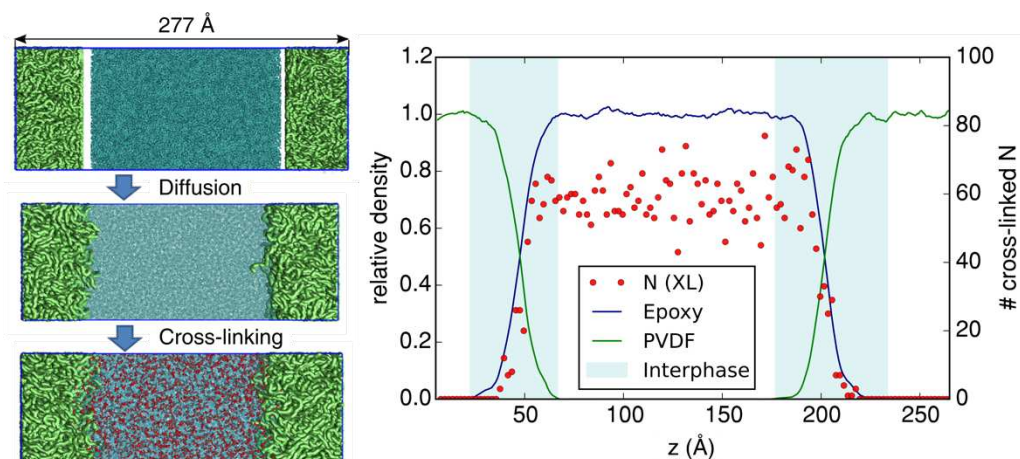 277 Å
Diffusion
Cross-linking
1.2
1.0
0.8
0.6
0.4
0.2
0.0
relative density
100
80
60
40
20
0
# cross-linked N
N (XL)
Epoxy
PVDF
Interphase
50
100
150
200
250
z (Å)